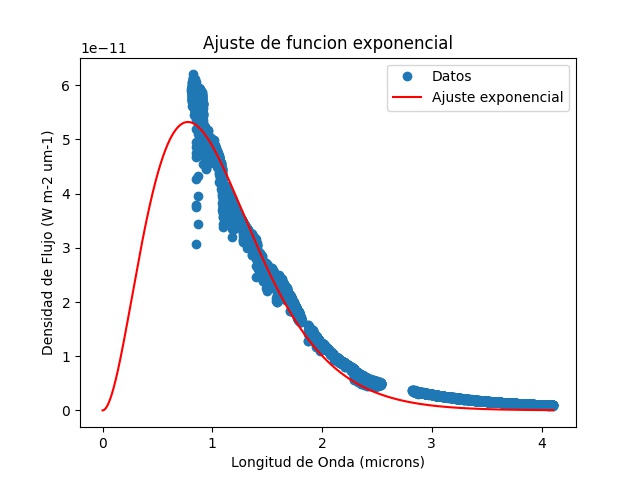 Ajuste de funcion exponencial
1e−11
Datos
Ajuste exponencial
Densidad de Flujo (W m-2 um-1)
6
5
4
3
2
1
0
0 1 2 3 4
Longitud de Onda (microns)